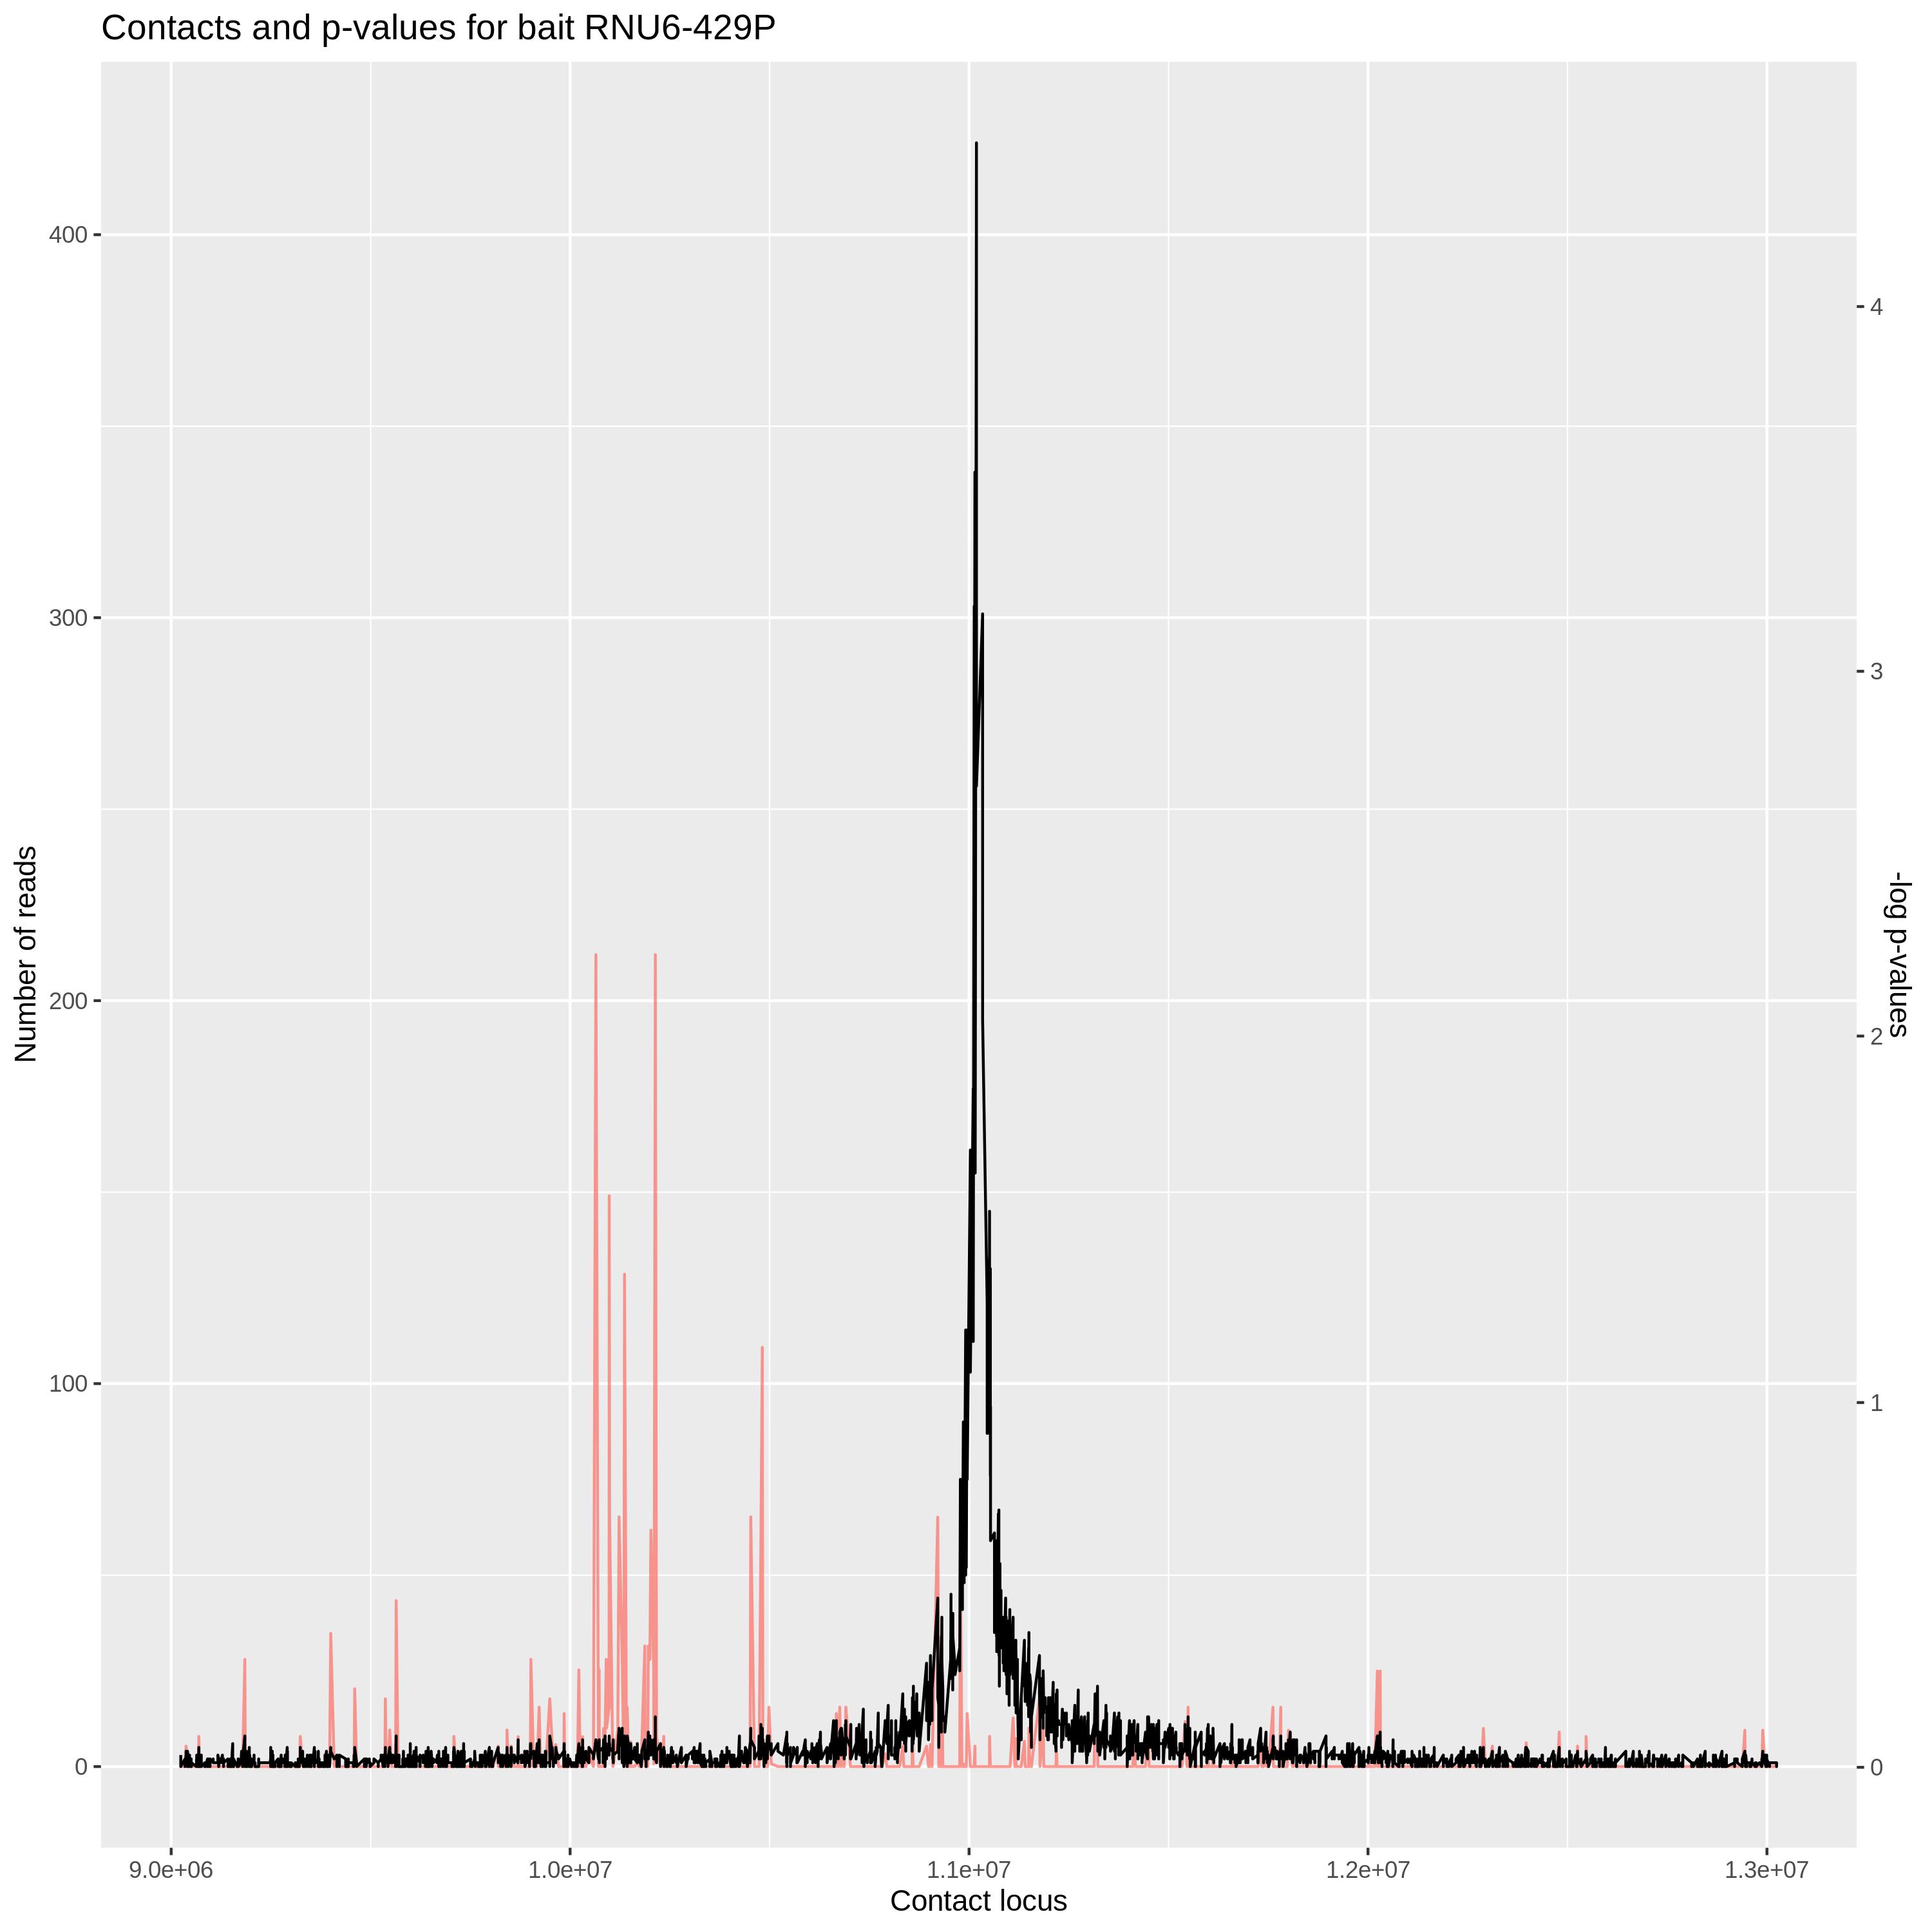 Contacts and p-values for bait RNU6-429P
400
300
200
100
0
Number of reads
4
3
2
1
0
-log p-values
9.0e+06
1.0e+07
1.1e+07
1.2e+07
1.3e+07
Contact locus